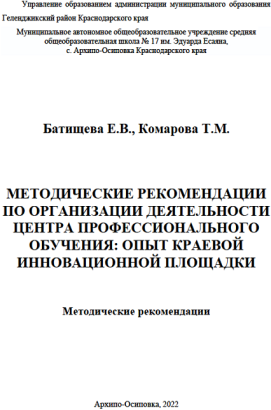 Управление образованием администрации муниципального образования
Геленджикский район Краснодарского края
Муниципальное автономное общеобразовательное учреждение средняя
общеобразовательная школа № 17 им. Эдуарда Есаяна,
с. Архипо-Осиповка Краснодарского края
Батищева Е.В., Комарова Т.М.
МЕТОДИЧЕСКИЕ РЕКОМЕНДАЦИИ
ПО ОРГАНИЗАЦИИ ДЕЯТЕЛЬНОСТИ
ЦЕНТРА ПРОФЕССИОНАЛЬНОГО
ОБУЧЕНИЯ: ОПЫТ КРАЕВОЙ
ИННОВАЦИОННОЙ ПЛОЩАДКИ
Методические рекомендации
Архипо-Осиповка, 2022